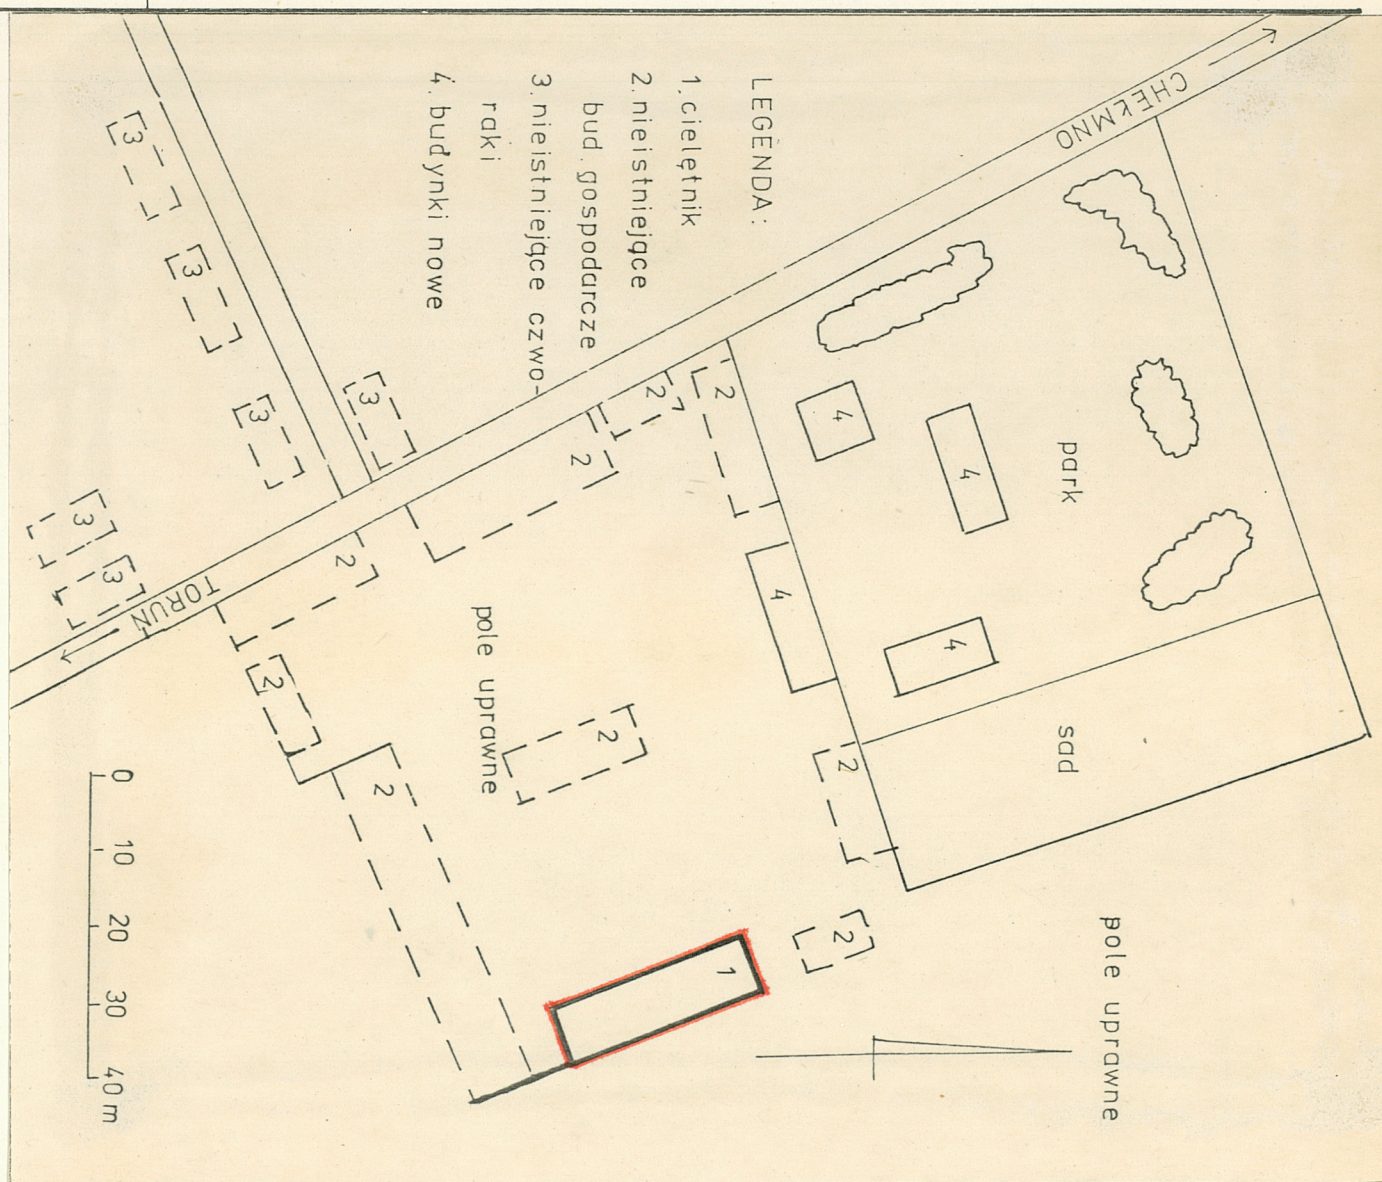 LEGENDA:
1. cielętnik
2. nieistniejące
bud. gospodarcze
3. nieistniejące czwo-
raki
4. budynki nowe
CHEŁMNO
TORUŃ
park
sad
pole uprawne
pole uprawne
1
2
2
2
2
2
2
2
2
2
3
3
3
3
3
3
4
4
4
4
0 10 20 30 40 m